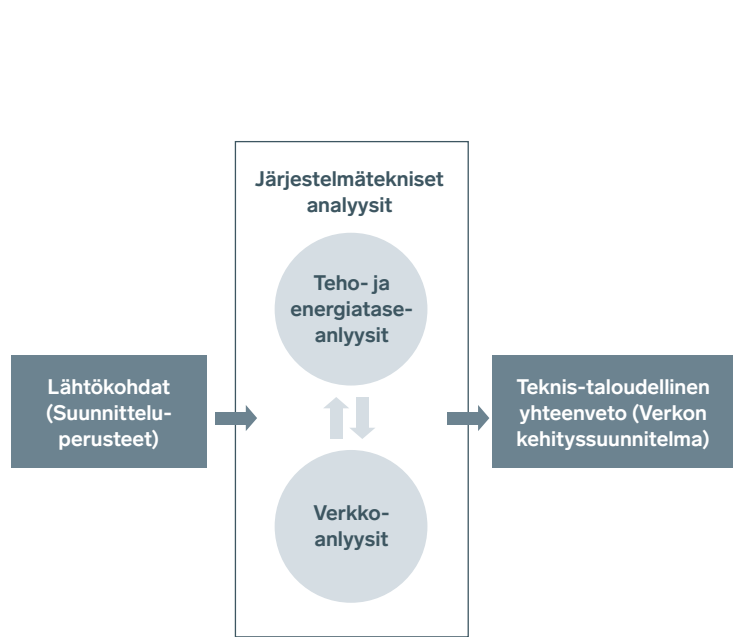 Lähtökohdat
(Suunnittelu-
perusteet)
Järjestelmätekniset
analyysit
Teho- ja
energiatase-
anlyysit
Verkko-
anlyysit
Teknis-taloudellinen
yhteenveto (Verkon
kehityssuunnitelma)